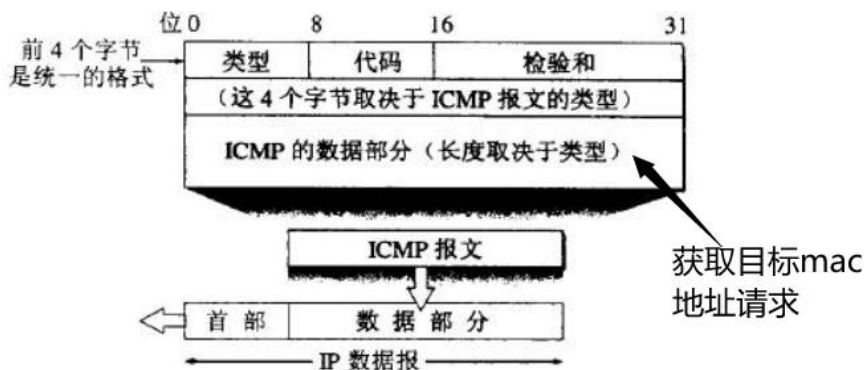 位 0 8 16 31
前 4 个字节
是统一的格式
类型 代码 检验和
(这 4 个字节取决于 ICMP 报文的类型)
ICMP 的数据部分(长度取决于类型)
ICMP 报文
获取目标mac
地址请求
首 部 数 据 部 分
IP 数据报